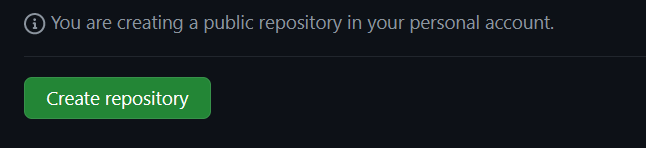 You are creating a public repository in your personal account.
Create repository